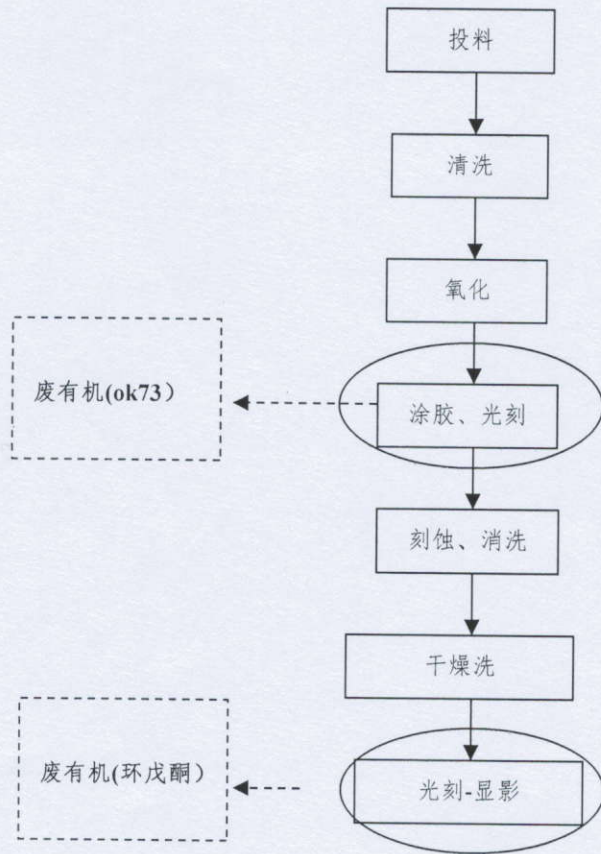 投料
清洗
氧化
废有机(ok73）
涂胶、光刻
刻蚀、消洗
干燥洗
废有机(环戊酮）
光刻-显影